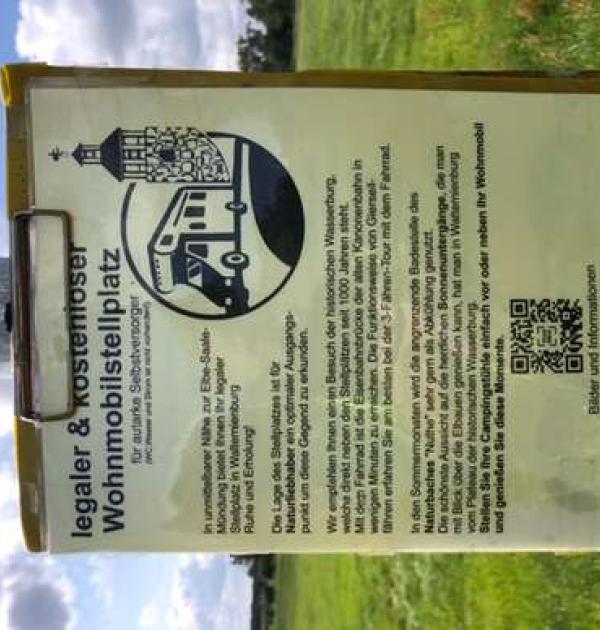 legaler & kostenloser
Wohnmobilstellplatz
für autarke Selbstversorger
(WC, Wasser und Strom ist nicht vorhanden!)
In unmittelbarer Nähe zur Elbe-Saale-
Mündung bietet Ihnen Ihr legaler
Stellplatz in Walternienburg
Ruhe und Erholung!
Die Lage des Stellplatzes ist für
Naturliebhaber ein optimaler Ausgangs-
punkt um diese Gegend zu erkunden.
Wir empfehlen Ihnen einen Besuch der historischen Wasserburg,
welche direkt neben den Stellplätzen seit 1000 Jahren steht.
Mit dem Fahrrad ist die Eisenbahnbrücke der alten Kanonenbahn in
wenigen Minuten zu erreichen. Die Funktionsweise von Gierseil-
fähren erfahren Sie am besten bei der 3-Fähren-Tour mit dem Fahrrad.
In den Sommermonaten wird die angrenzende Badestelle des
Naturbaches "Nuthe" sehr gern als Abkühlung genutzt.
Die schönste Aussicht auf die herrlichen Sonnenuntergänge, die man
mit Blick über die Elbauen genießen kann, hat man in Walternienburg
vom Plateau der historischen Wasserburg.
Stellen Sie Ihre Campingstühle einfach vor oder neben Ihr Wohnmobil
und genießen Sie diese Momente.
Bilder und Informationen